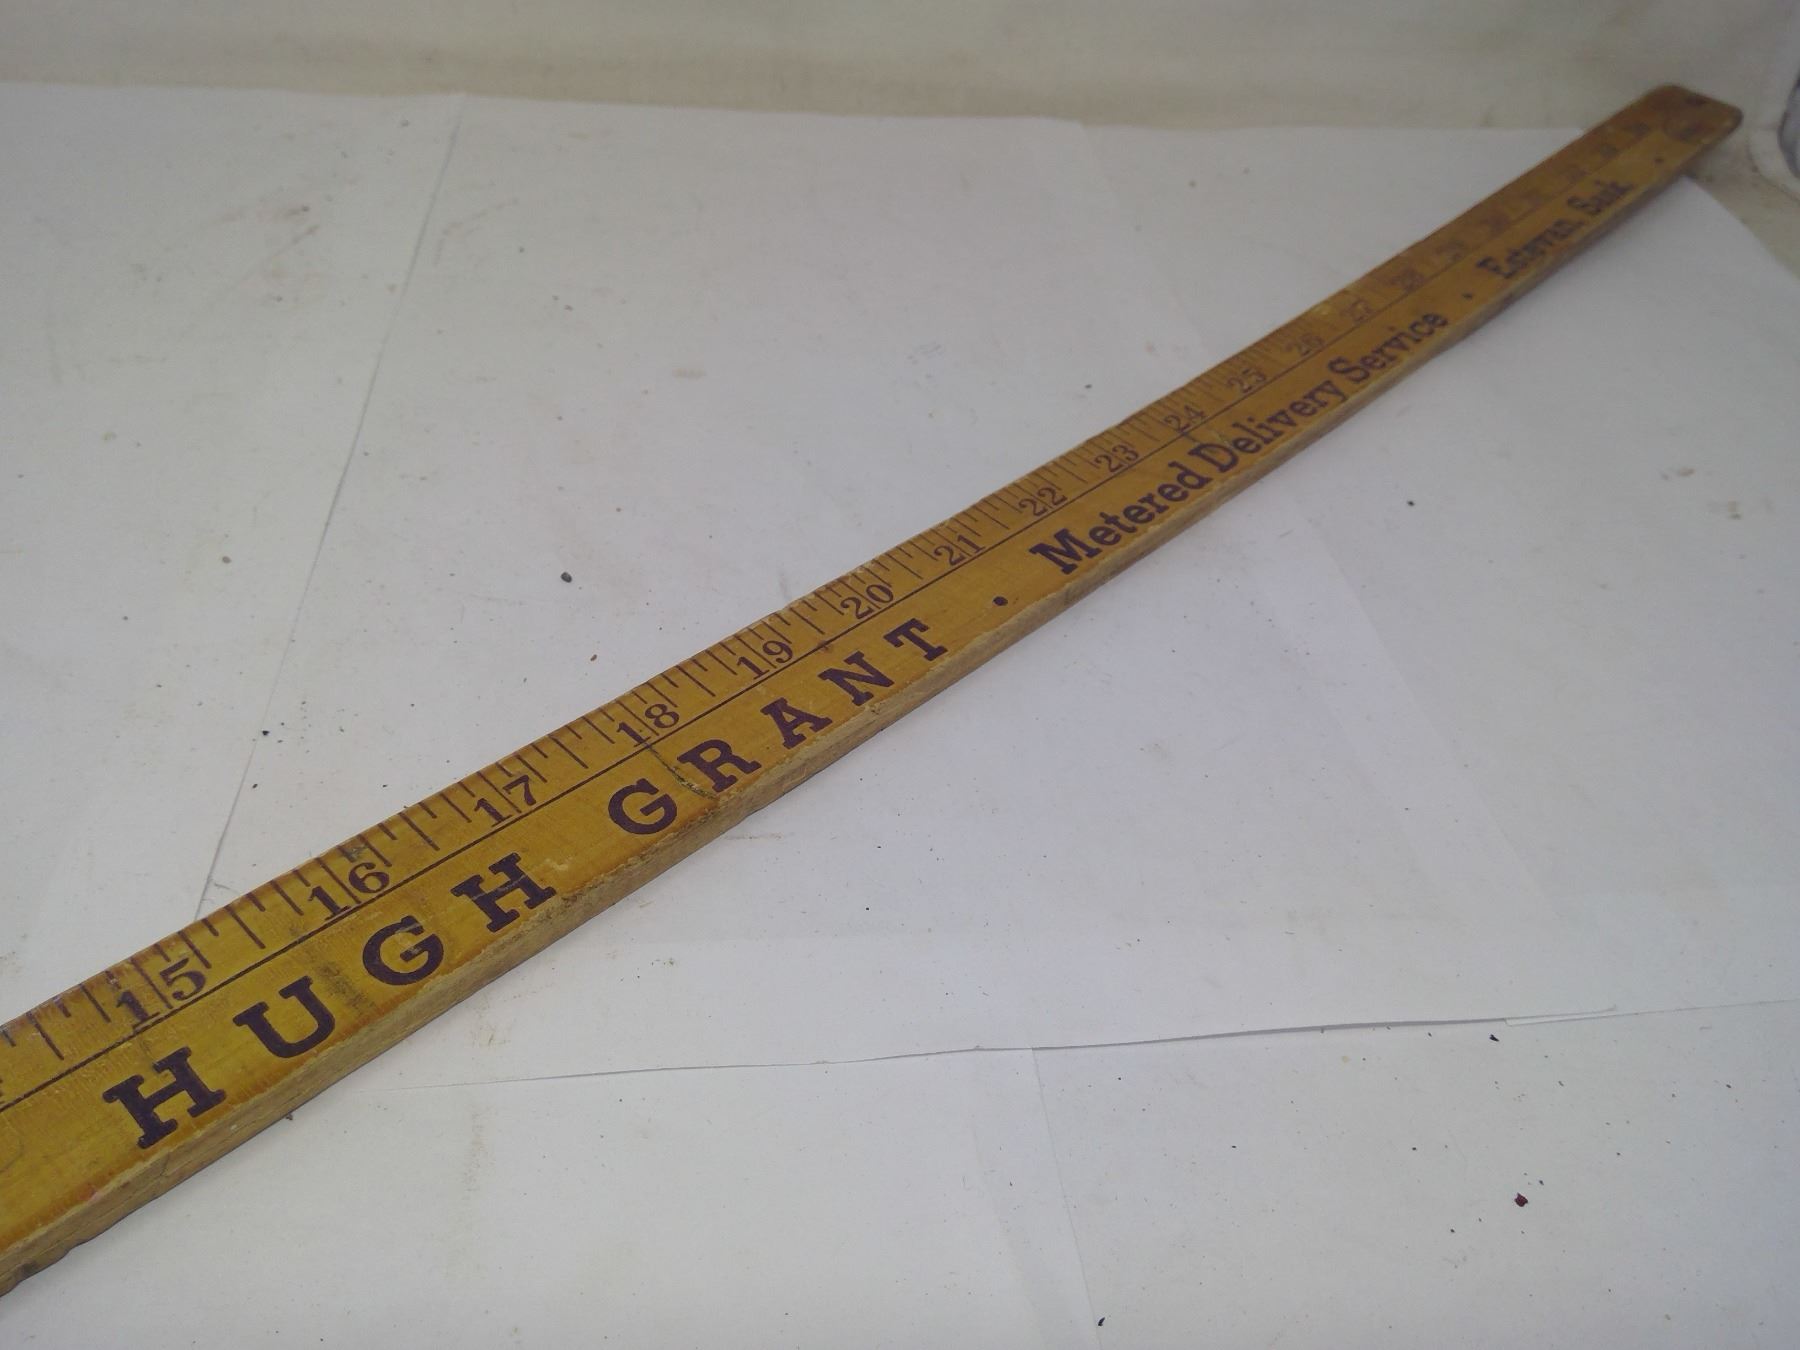 15 16 17 18 19 20 21 22 23 24 25 26 27 28
HUGH GRANT • Metered Delivery Service • Estevan, Sask.